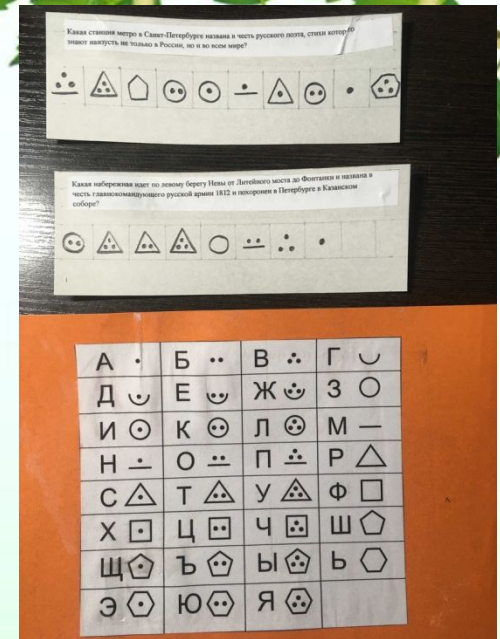 Какая станция метро в Санкт-Петербурге названа в честь русского поэта, стихи которого
знают наизусть не только в России, но и во всем мире?
Какая набережная идет по левому берегу Невы от Литейного моста до Фонтанки и названа в
честь главнокомандующего русской армии 1812 и похоронен в Петербурге в Казанском
соборе?
А Б В Г
Д Е Ж З
И К Л М
Н О П Р
С Т У Ф
Х Ц Ч Ш
Щ Ъ Ы Ь
Э Ю Я